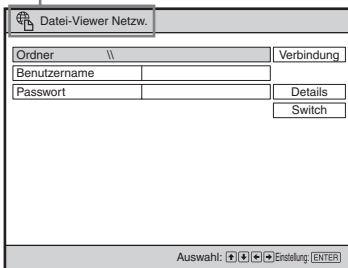 Datei-Viewer Netzw.
Ordner \\ Verbindung
Benutzername
Passwort Details
Switch
Auswahl: Einstellung: ENTER